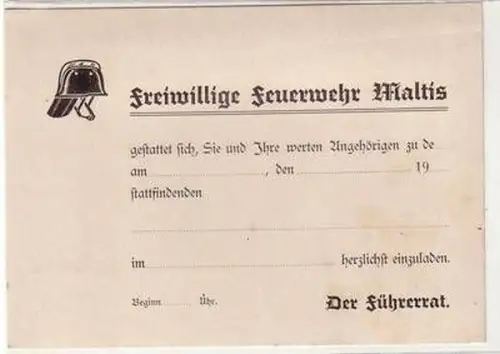 Freiwillige Feuerwehr Maltis
gestattet sich, Sie und Ihre werten Angehörigen zu de
am , den 19
stattfindenden
im herzlichst einzuladen.
Beginn Uhr. Der Führerrat.